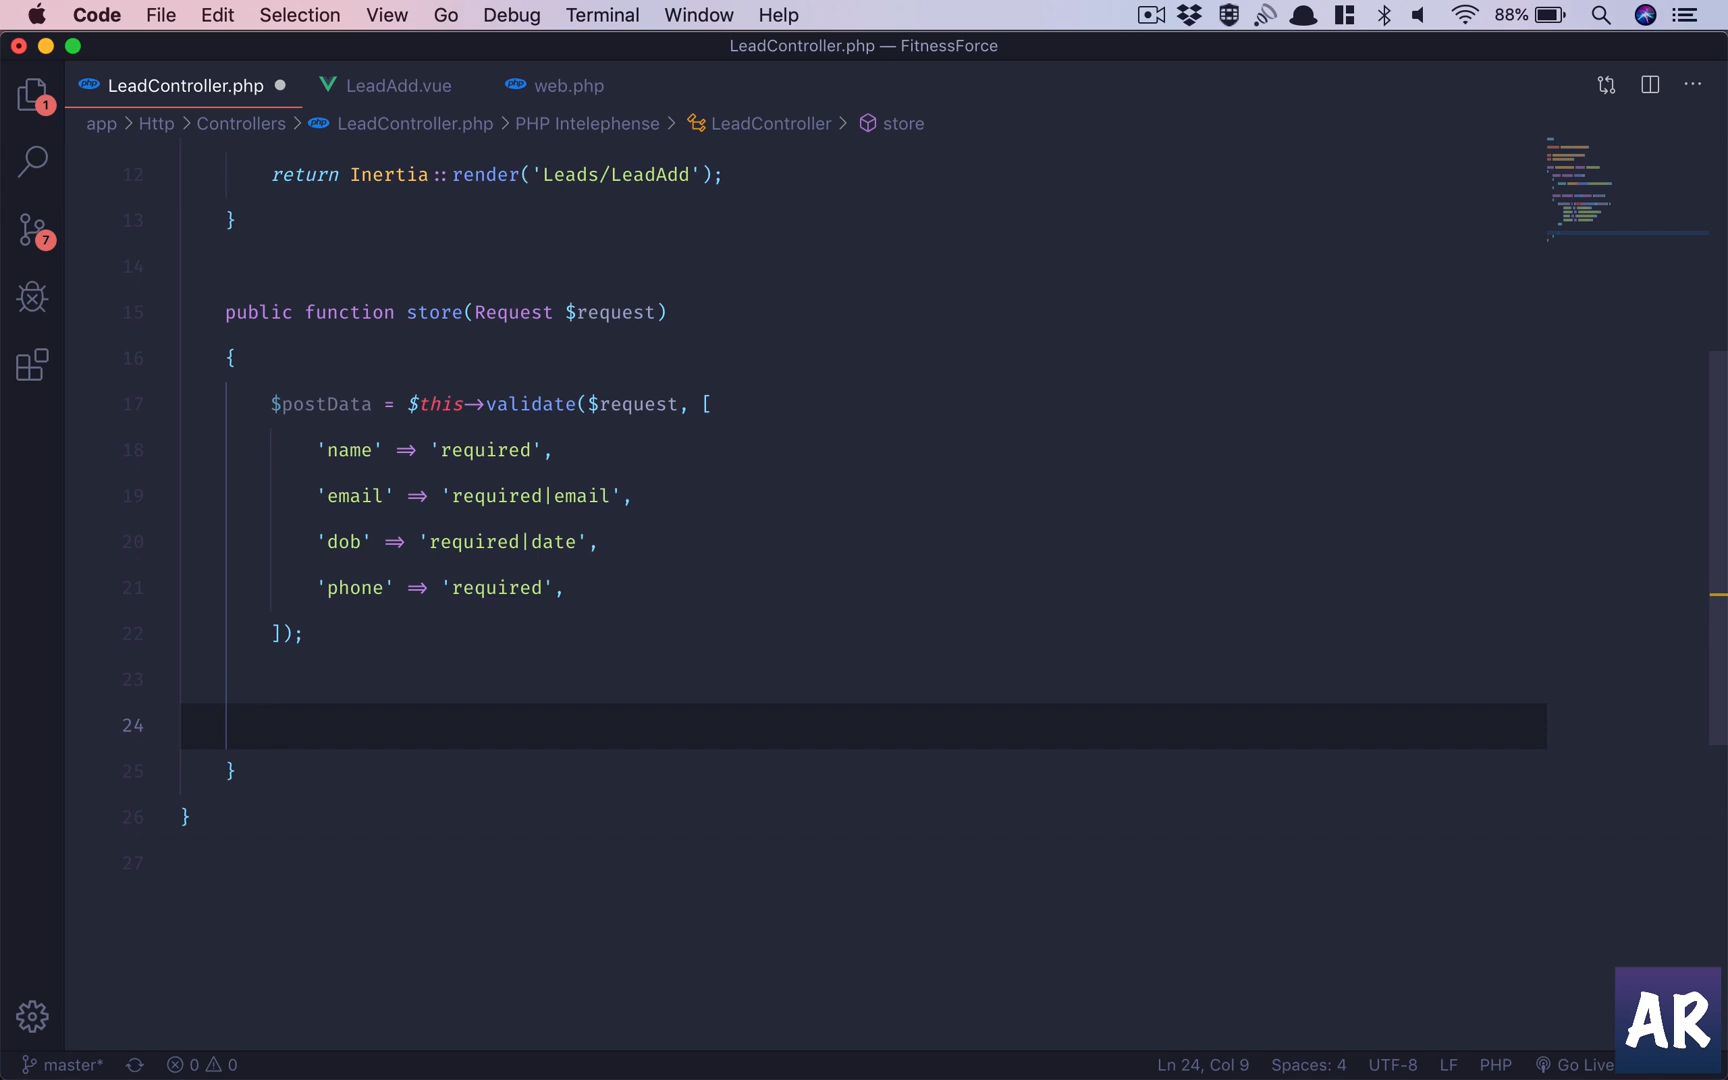 Code File Edit Selection View Go Debug Terminal Window Help 88%
LeadController.php — FitnessForce
LeadController.php LeadAdd.vue web.php
app > Http > Controllers > LeadController.php > PHP Intelephense > LeadController > store
1
7
12 return Inertia::render('Leads/LeadAdd');
13 }
14
15 public function store(Request $request)
16 {
17 $postData = $this->validate($request, [
18 'name' => 'required',
19 'email' => 'required|email',
20 'dob' => 'required|date',
21 'phone' => 'required',
22 ]);
23
24
25 }
26 }
27
AR
master* 0 0 Ln 24, Col 9 Spaces: 4 UTF-8 LF PHP Go Live